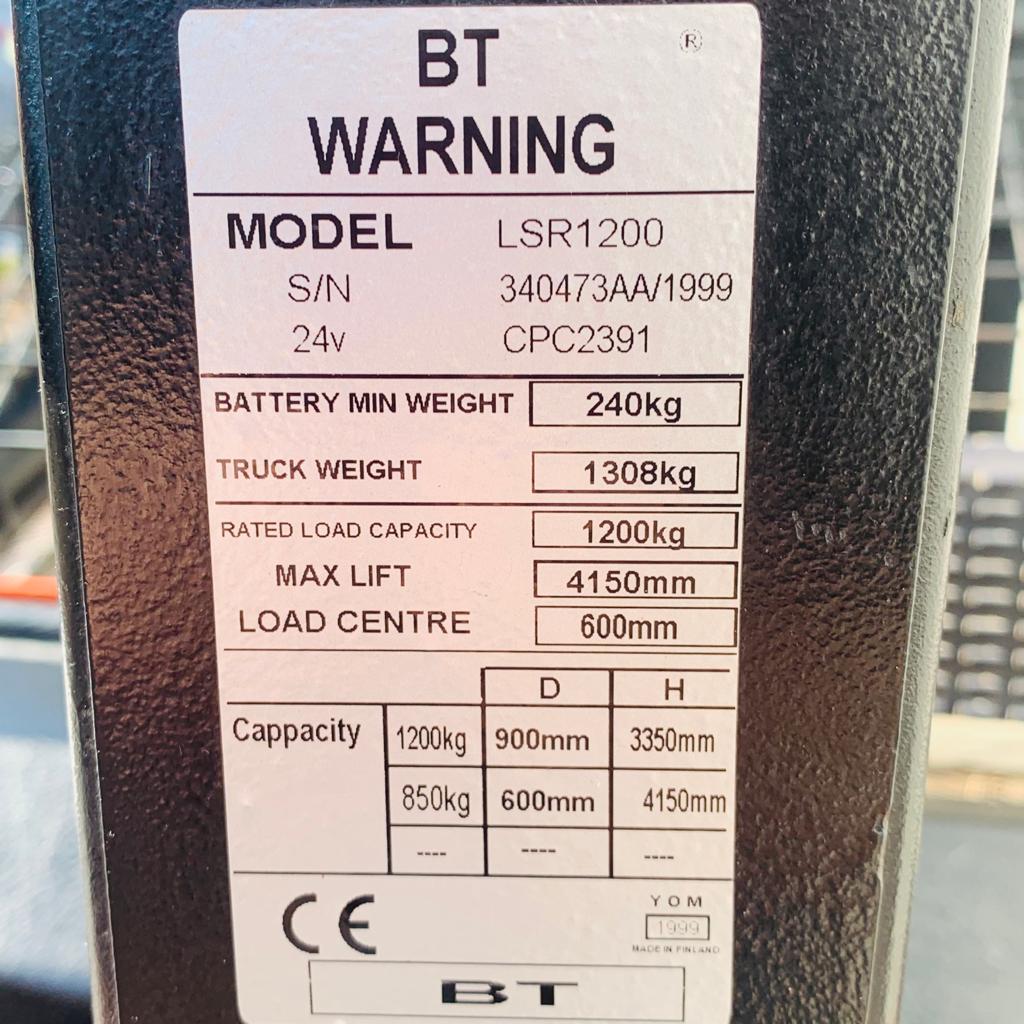 BT ®
WARNING
MODEL LSR1200
S/N 340473AA/1999
24v CPC2391
BATTERY MIN WEIGHT 240kg
TRUCK WEIGHT 1308kg
RATED LOAD CAPACITY 1200kg
MAX LIFT 4150mm
LOAD CENTRE 600mm
D H
Cappacity 1200kg 900mm 3350mm
850kg 600mm 4150mm
---- ---- ----
CE
YOM
1999
MADE IN FINLAND
BT